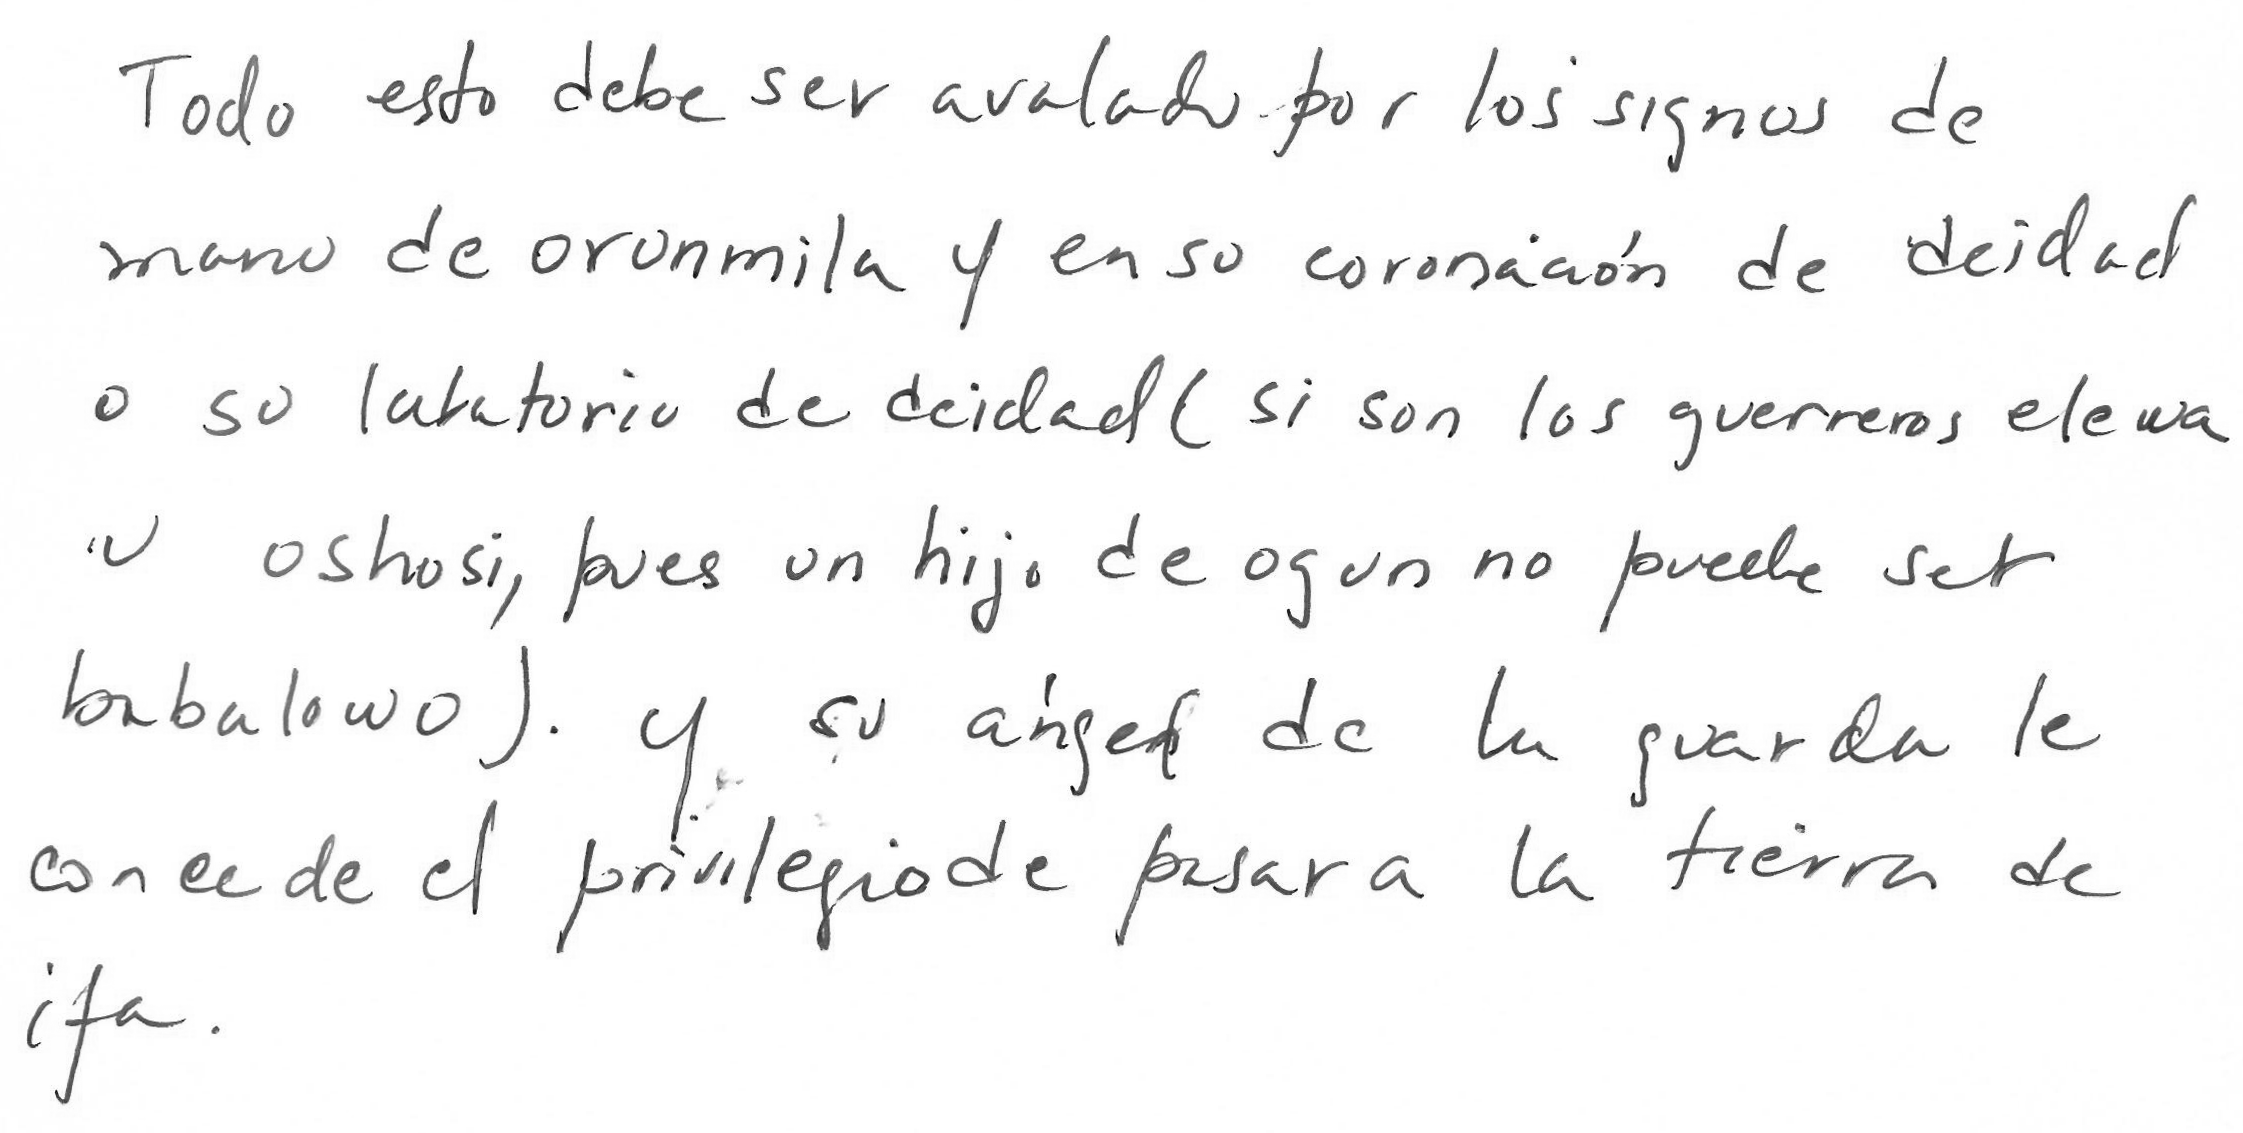 Todo esto debe ser avalado por los signos de
mano de orunmila y en su coronación de deidad
o su lavatorio de deidad (si son los guerreros elewa
u oshosi, pues un hijo de ogun no puede ser
babalowo). y su ángel de la guarda le
concede el privilegio de pasar a la tierra de
ifa.